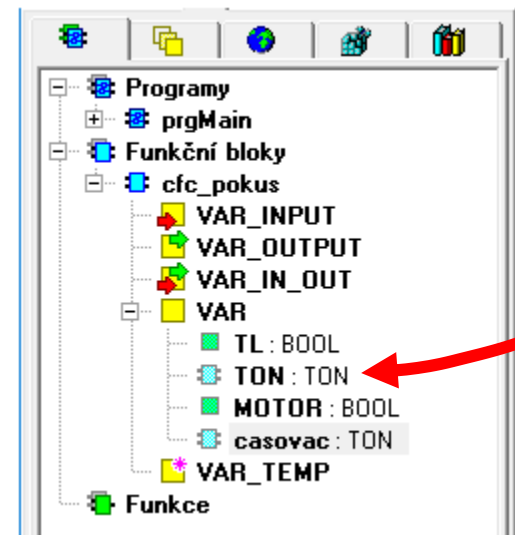 Programy
prgMain
Funkční bloky
cfc_pokus
VAR_INPUT
VAR_OUTPUT
VAR_IN_OUT
VAR
TL : BOOL
TON : TON
MOTOR : BOOL
casovac : TON
VAR_TEMP
Funkce